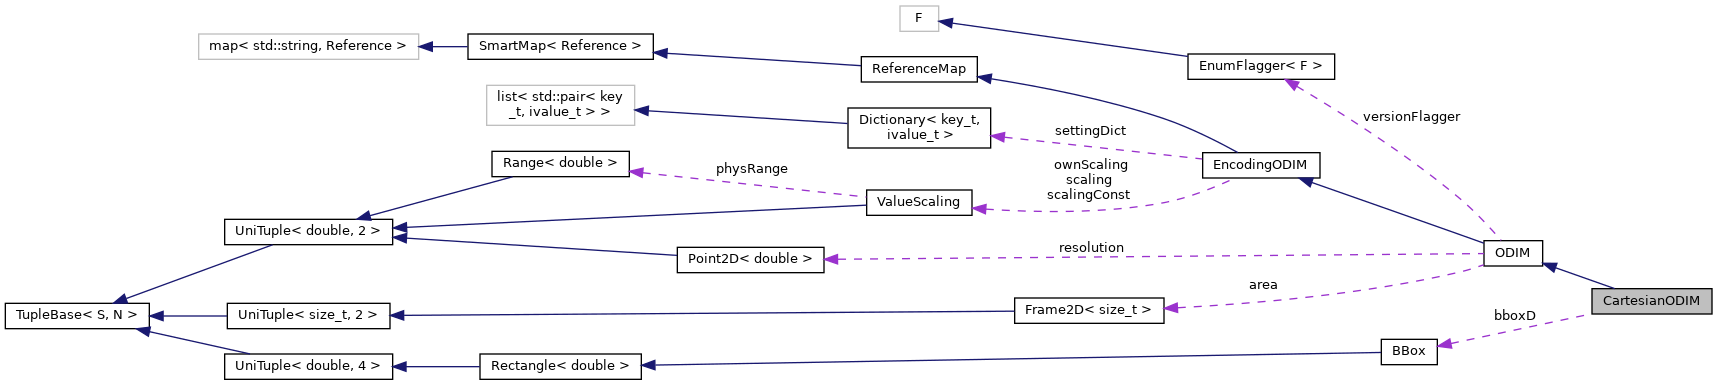 F
map< std::string, Reference >
SmartMap< Reference >
EnumFlagger< F >
ReferenceMap
list< std::pair< key
_t, ivalue_t > >
Dictionary< key_t,
ivalue_t >
versionFlagger
settingDict
Range< double >
physRange
ownScaling
scaling
scalingConst
EncodingODIM
ValueScaling
UniTuple< double, 2 >
Point2D< double >
resolution
ODIM
area
CartesianODIM
TupleBase< S, N >
UniTuple< size_t, 2 >
Frame2D< size_t >
bboxD
BBox
UniTuple< double, 4 >
Rectangle< double >